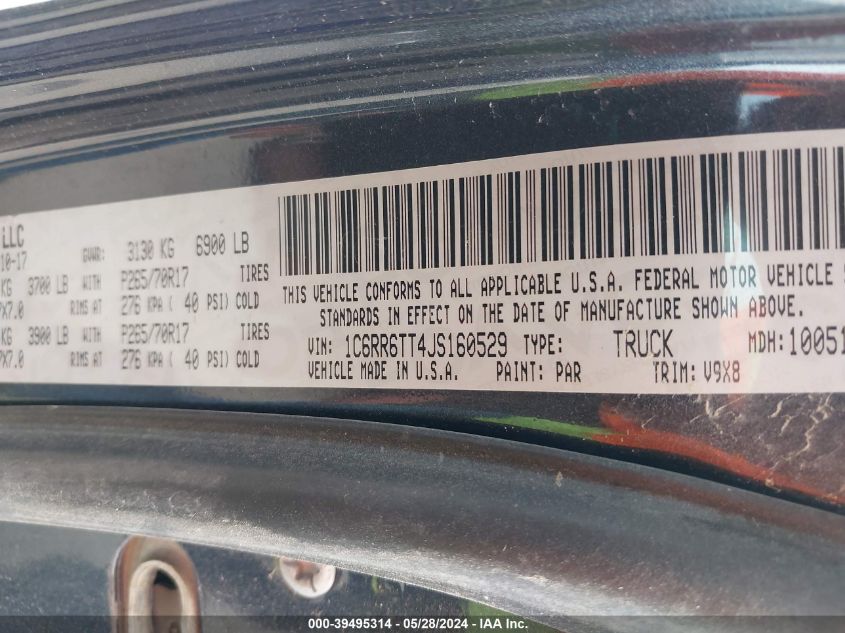 LLC
10-17 GVWR: 3130 KG 6900 LB
KG 3700 LB WITH P265/70R17 TIRES
7X7.0 RIMS AT 276 KPA ( 40 PSI) COLD
KG 3900 LB WITH P265/70R17 TIRES
7X7.0 RIMS AT 276 KPA ( 40 PSI) COLD
THIS VEHICLE CONFORMS TO ALL APPLICABLE U.S.A. FEDERAL MOTOR VEHICLE S
STANDARDS IN EFFECT ON THE DATE OF MANUFACTURE SHOWN ABOVE.
VIN: 1C6RR6TT4JS160529 TYPE: TRUCK MDH:10051
VEHICLE MADE IN U.S.A. PAINT: PAR TRIM: V9X8
000-39495314 - 05/28/2024 - IAA Inc.